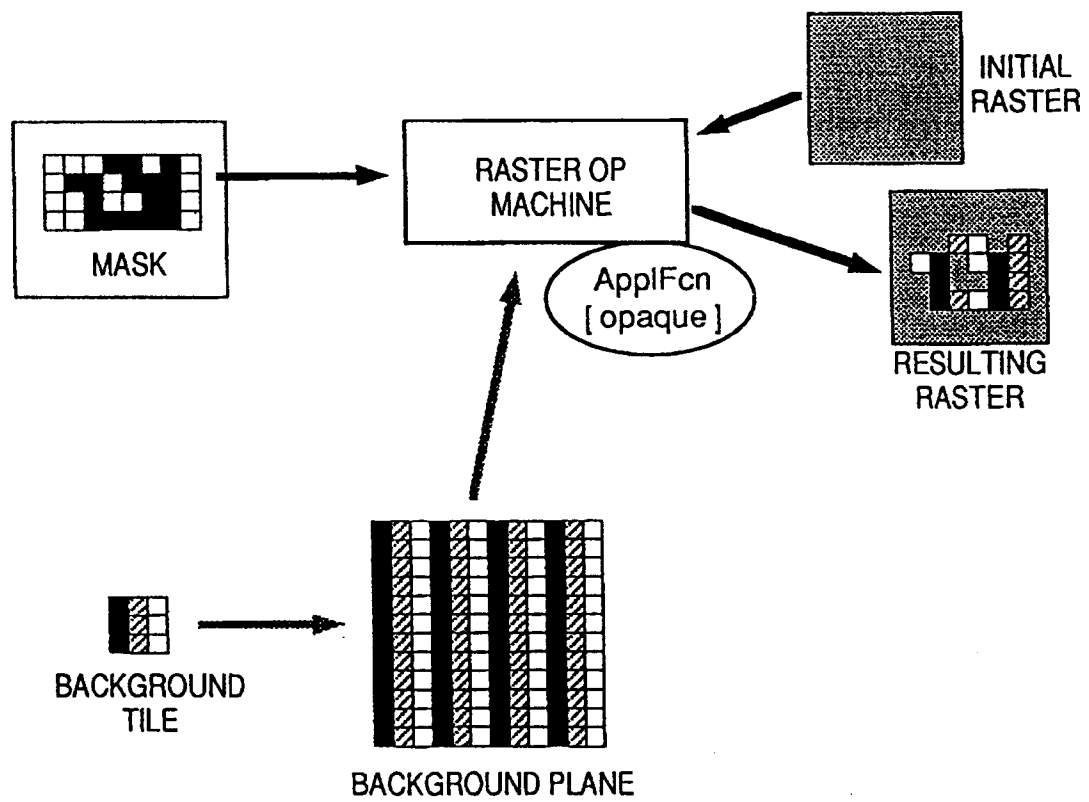 INITIAL
RASTER
RASTER OP
MACHINE
MASK
ApplFcn
[ opaque ]
RESULTING
RASTER
BACKGROUND
TILE
BACKGROUND PLANE